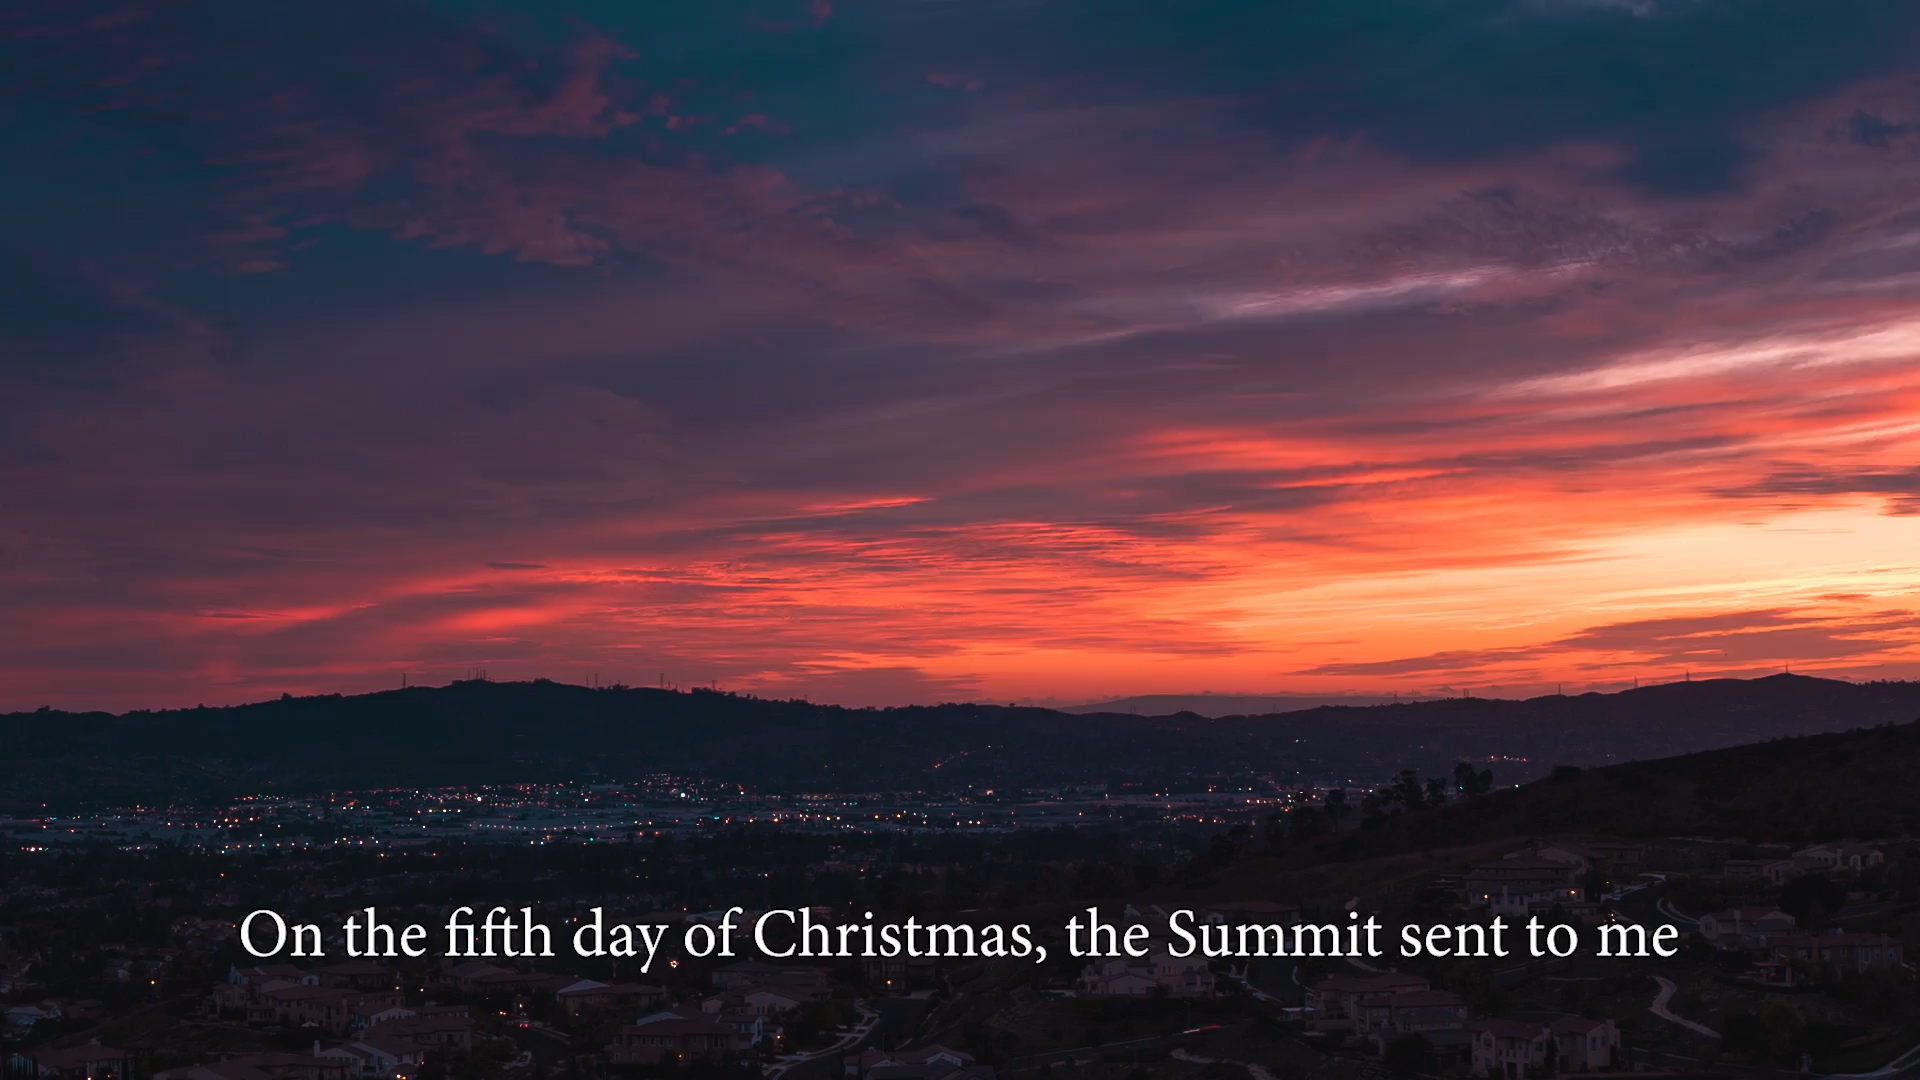 On the fifth day of Christmas, the Summit sent to me